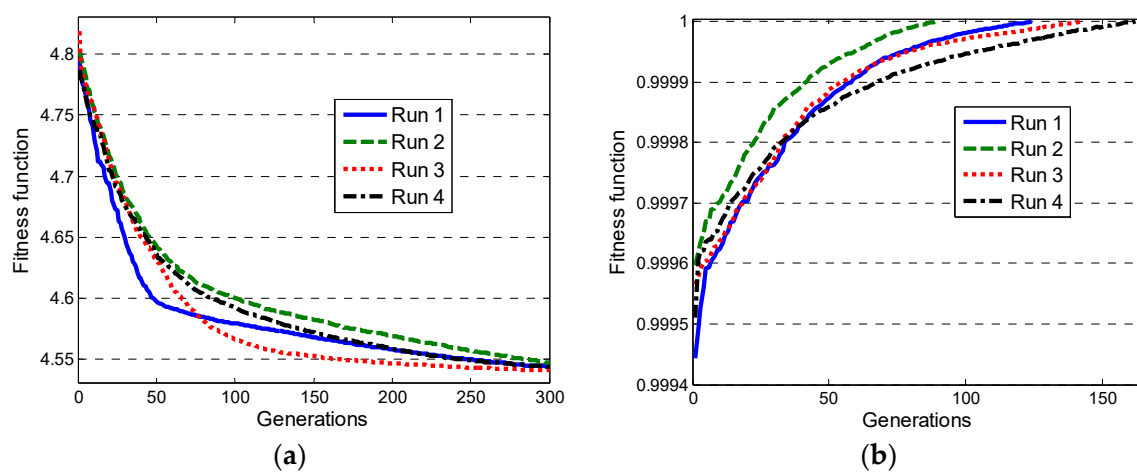 4.8
4.75
4.7
4.65
4.6
4.55
Fitness function
0
50
100
150
200
250
300
Generations
Run 1
Run 2
Run 3
Run 4
(a)
1
0.9999
0.9998
0.9997
0.9996
0.9995
0.9994
Fitness function
0
50
100
150
Generations
Run 1
Run 2
Run 3
Run 4
(b)